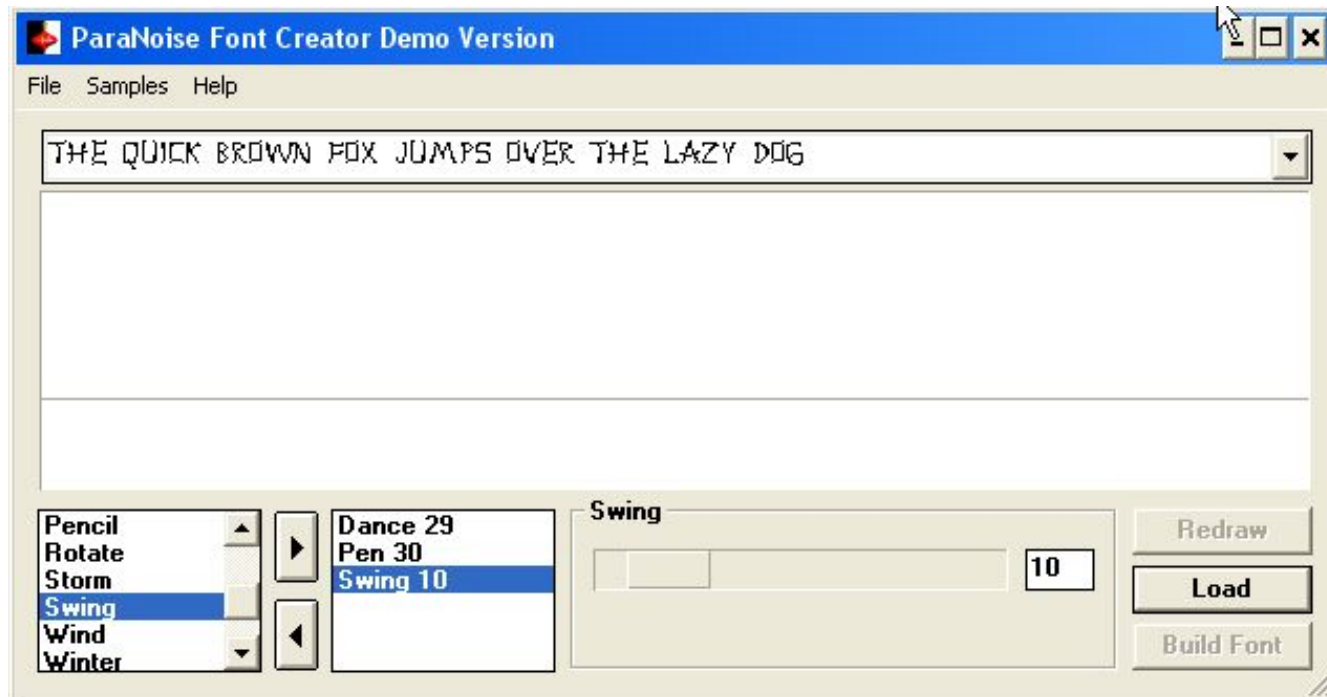 ParaNoise Font Creator Demo Version
File Samples Help
THE QUICK BROWN FOX JUMPS OVER THE LAZY DOG
Pencil
Rotate
Storm
Swing
Wind
Winter
Dance 29
Pen 30
Swing 10
Swing
10
Redraw
Load
Build Font